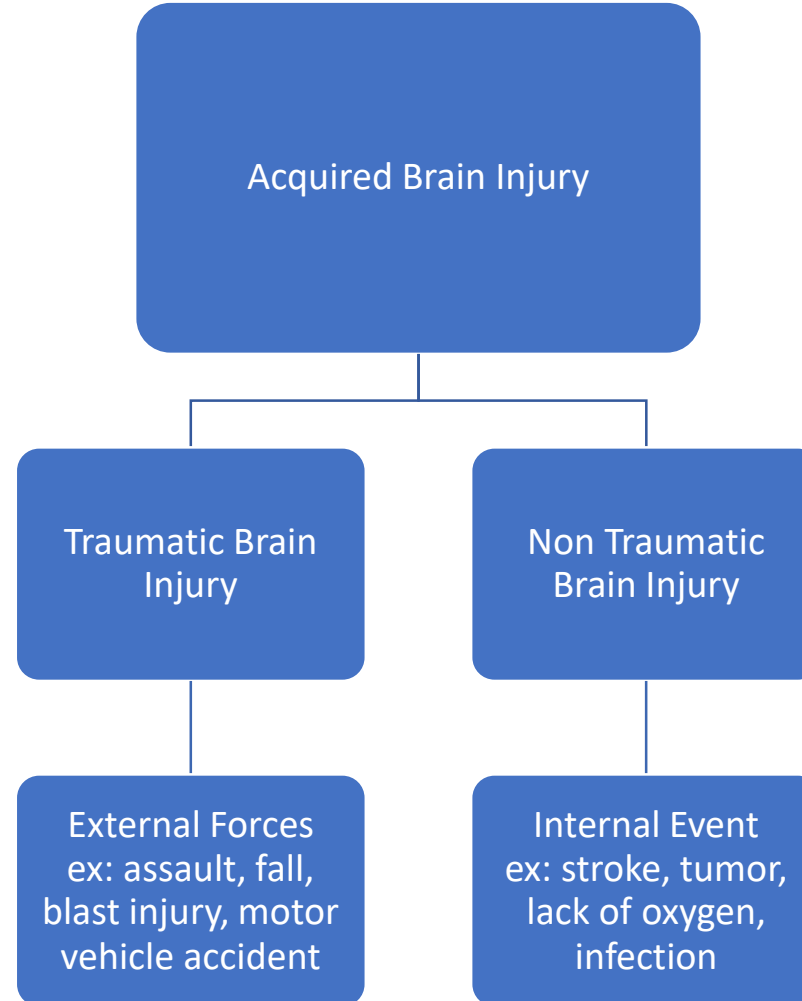 Acquired Brain Injury
Traumatic Brain
Injury
Non Traumatic
Brain Injury
External Forces
ex: assault, fall,
blast injury, motor
vehicle accident
Internal Event
ex: stroke, tumor,
lack of oxygen,
infection